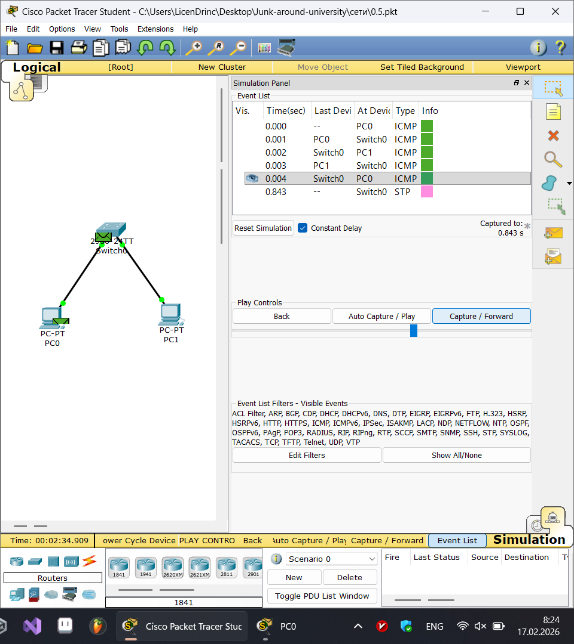 Cisco Packet Tracer Student - C:\Users\LicenDrinc\Desktop\Junk-around-university\сети\0.5.pkt
File Edit Options View Tools Extensions Help
Logical [Root] New Cluster Move Object Set Tiled Background Viewport
Simulation Panel
Event List
Vis. Time(sec) Last Devi At Devic Type Info
0.000 -- PC0 ICMP
0.001 PC0 Switch0 ICMP
0.002 Switch0 PC1 ICMP
0.003 PC1 Switch0 ICMP
0.004 Switch0 PC0 ICMP
0.843 -- Switch0 STP
Reset Simulation Constant Delay Captured to: *
0.843 s
24TT
Switch0
PC-PT
PC0
PC-PT
PC1
Play Controls
Back Auto Capture / Play Capture / Forward
Event List Filters - Visible Events
ACL Filter, ARP, BGP, CDP, DHCP, DHCPv6, DNS, DTP, EIGRP, EIGRPv6, FTP, H.323, HSRP,
HSRPv6, HTTP, HTTPS, ICMP, ICMPv6, IPSec, ISAKMP, LACP, NDP, NETFLOW, NTP, OSPF,
OSPFv6, PAgP, POP3, RADIUS, RIP, RIPng, RTP, SCCP, SMTP, SNMP, SSH, STP, SYSLOG,
TACACS, TCP, TFTP, Telnet, UDP, VTP
Edit Filters Show All/None
Time: 00:02:34.909 ower Cycle Device PLAY CONTRO Back uto Capture / Play Capture / Forward Event List Simulation
Routers
1841 1941 2620XM 2621XM 2811 2901
1841
Scenario 0
New Delete
Toggle PDU List Window
Fire Last Status Source Destination
Cisco Packet Tracer Stuc PC0 ENG 8:24
17.02.2026